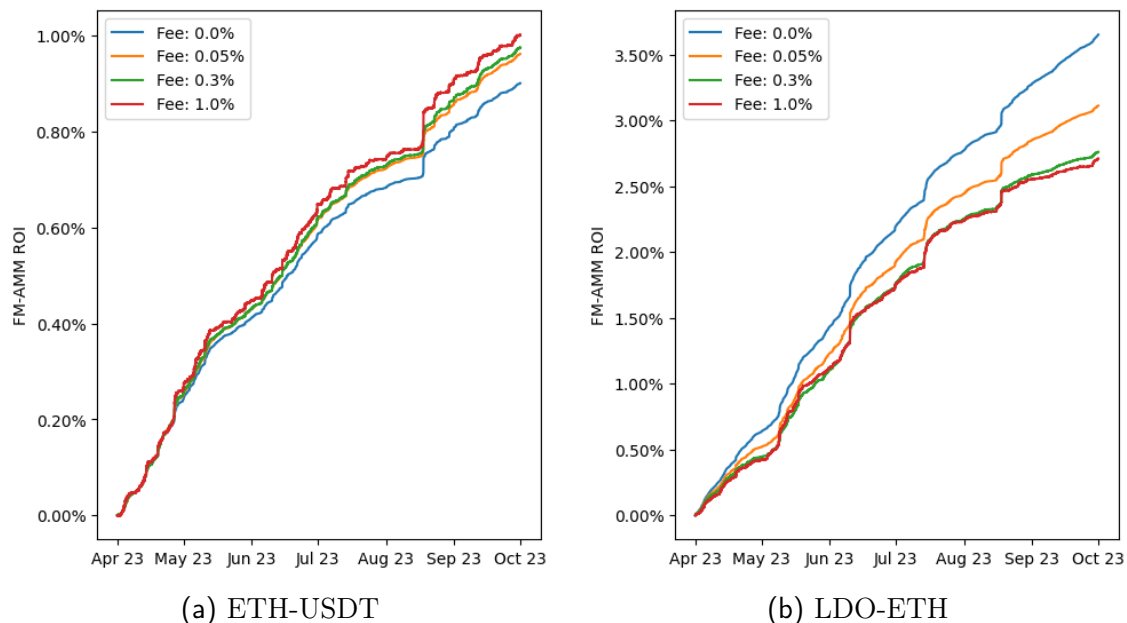 Fee: 0.0%
Fee: 0.05%
Fee: 0.3%
Fee: 1.0%
1.00%
0.80%
0.60%
0.40%
0.20%
0.00%
FM-AMM ROI
Apr 23 May 23 Jun 23 Jul 23 Aug 23 Sep 23 Oct 23
(a) ETH-USDT
Fee: 0.0%
Fee: 0.05%
Fee: 0.3%
Fee: 1.0%
3.50%
3.00%
2.50%
2.00%
1.50%
1.00%
0.50%
0.00%
FM-AMM ROI
Apr 23 May 23 Jun 23 Jul 23 Aug 23 Sep 23 Oct 23
(b) LDO-ETH